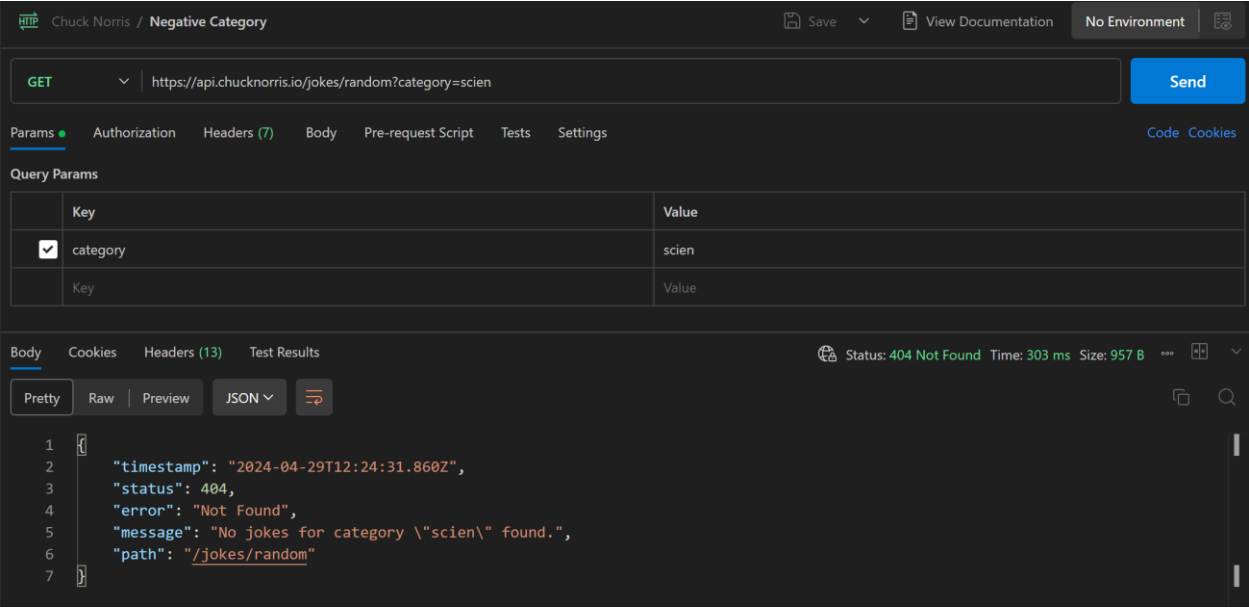 HTTP Chuck Norris / Negative Category Save View Documentation No Environment
GET https://api.chucknorris.io/jokes/random?category=scien Send
Params Authorization Headers (7) Body Pre-request Script Tests Settings Code Cookies
Query Params
Key Value
category scien
Key Value
Body Cookies Headers (13) Test Results Status: 404 Not Found Time: 303 ms Size: 957 B
Pretty Raw Preview JSON
1 {
2 "timestamp": "2024-04-29T12:24:31.860Z",
3 "status": 404,
4 "error": "Not Found",
5 "message": "No jokes for category \"scien\" found.",
6 "path": "/jokes/random"
7 }